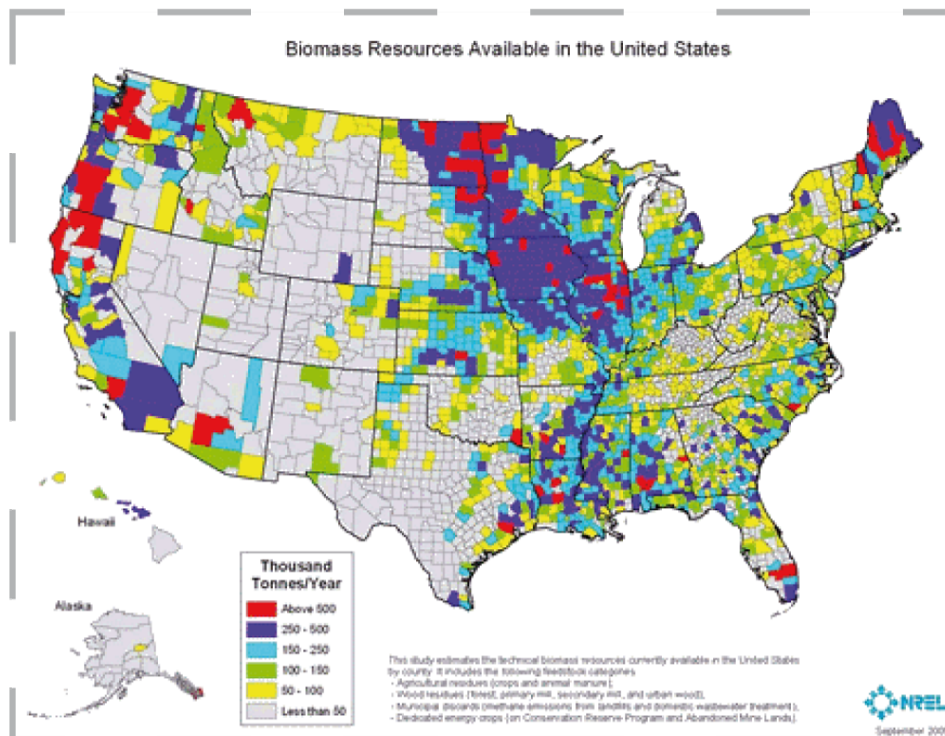 Biomass Resources Available in the United States
Hawaii
Alaska
Thousand
Tonnes/Year
Above 500
250 - 500
150 - 250
100 - 150
50 - 100
Less than 50
This study estimates the technical biomass resources currently available in the United States
by county. It includes the following feedstock categories:
- Agricultural residues (crops and animal manure);
- Wood residues (forest, primary mill, secondary mill, and urban wood);
- Municipal discards (methane emissions from landfills and domestic wastewater treatment);
- Dedicated energy crops (on Conservation Reserve Program and Abandoned Mine Lands).
NREL
September